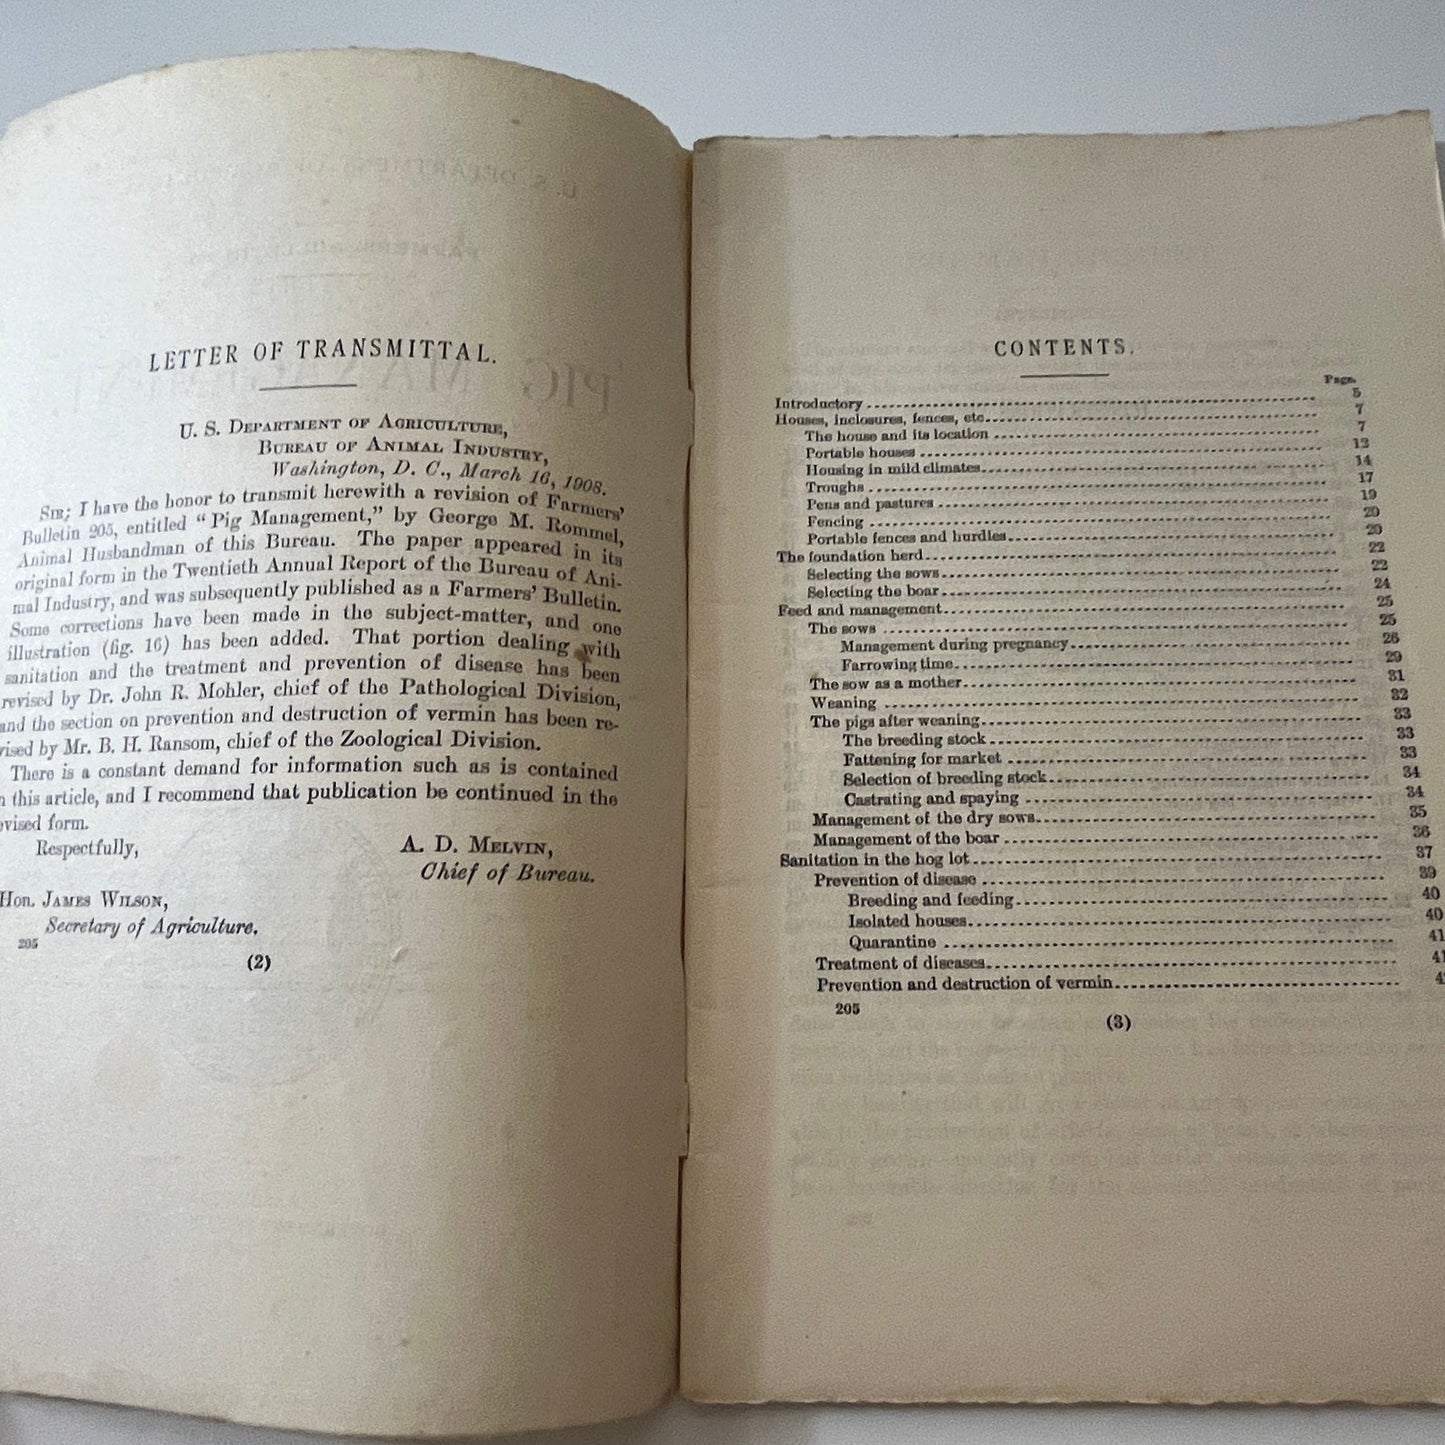 LETTER OF TRANSMITTAL.
U. S. DEPARTMENT OF AGRICULTURE,
BUREAU OF ANIMAL INDUSTRY,
Washington, D. C., March 16, 1908.
SIR: I have the honor to transmit herewith a revision of Farmers'
Bulletin 205, entitled "Pig Management," by George M. Rommel,
Animal Husbandman of this Bureau. The paper appeared in its
original form in the Twentieth Annual Report of the Bureau of Ani-
mal Industry, and was subsequently published as a Farmers' Bulletin.
Some corrections have been made in the subject-matter, and one
illustration (fig. 16) has been added. That portion dealing with
sanitation and the treatment and prevention of disease has been
revised by Dr. John R. Mohler, chief of the Pathological Division,
and the section on prevention and destruction of vermin has been re-
vised by Mr. B. H. Ransom, chief of the Zoological Division.
There is a constant demand for information such as is contained
n this article, and I recommend that publication be continued in the
evised form.
Respectfully,
A. D. MELVIN,
Chief of Bureau.
Hon. JAMES WILSON,
Secretary of Agriculture.
205
(2)
CONTENTS.
Page.
Introductory 5
Houses, inclosures, fences, etc. 7
The house and its location 7
Portable houses 12
Housing in mild climates 14
Troughs 17
Pens and pastures 19
Fencing 20
Portable fences and hurdles 20
The foundation herd 22
Selecting the sows 22
Selecting the boar 24
Feed and management 25
The sows 25
Management during pregnancy 26
Farrowing time 29
The sow as a mother 31
Weaning 32
The pigs after weaning 33
The breeding stock 33
Fattening for market 33
Selection of breeding stock 34
Castrating and spaying 34
Management of the dry sows 35
Management of the boar 36
Sanitation in the hog lot 37
Prevention of disease 39
Breeding and feeding 40
Isolated houses 40
Quarantine 41
Treatment of diseases 41
Prevention and destruction of vermin
205
(3)